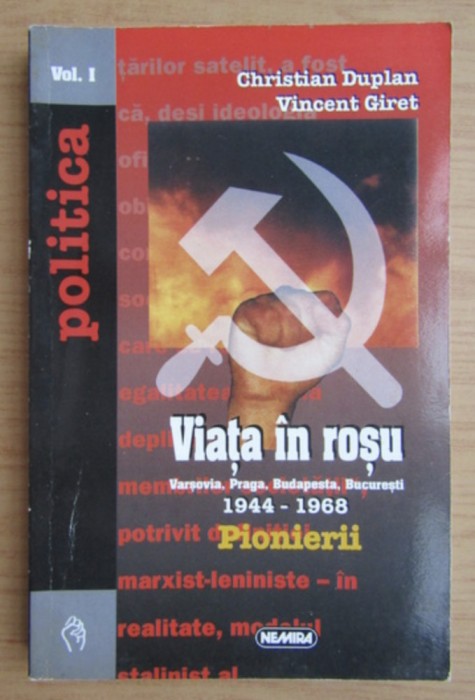 Vol. I
politica
țărilor satelit, a fost
Christian Duplan
Vincent Giret
că, deși ideologia
egalitatea
Viața în roșu
Varșovia, Praga, Budapesta, București
1944 - 1968
potrivit
Pionierii
marxist-leniniste – în
realitate, modelul
NEMIRA
stalinist al